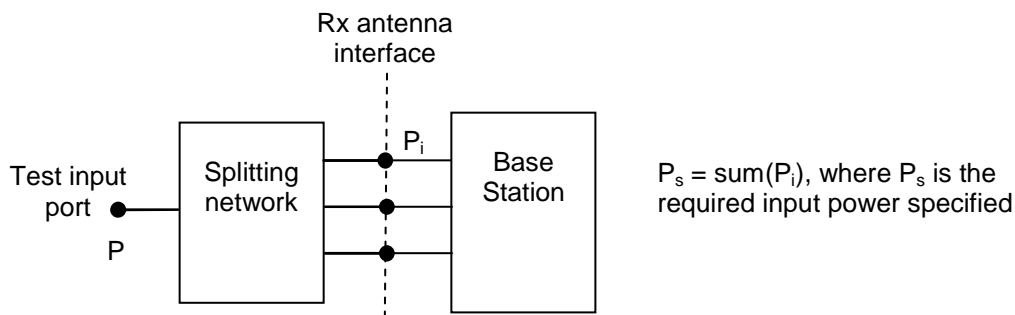 Rx antenna
interface
Test input
port
P
Splitting
network
Pᵢ
Base
Station
Pₛ = sum(Pᵢ), where Pₛ is the
required input power specified